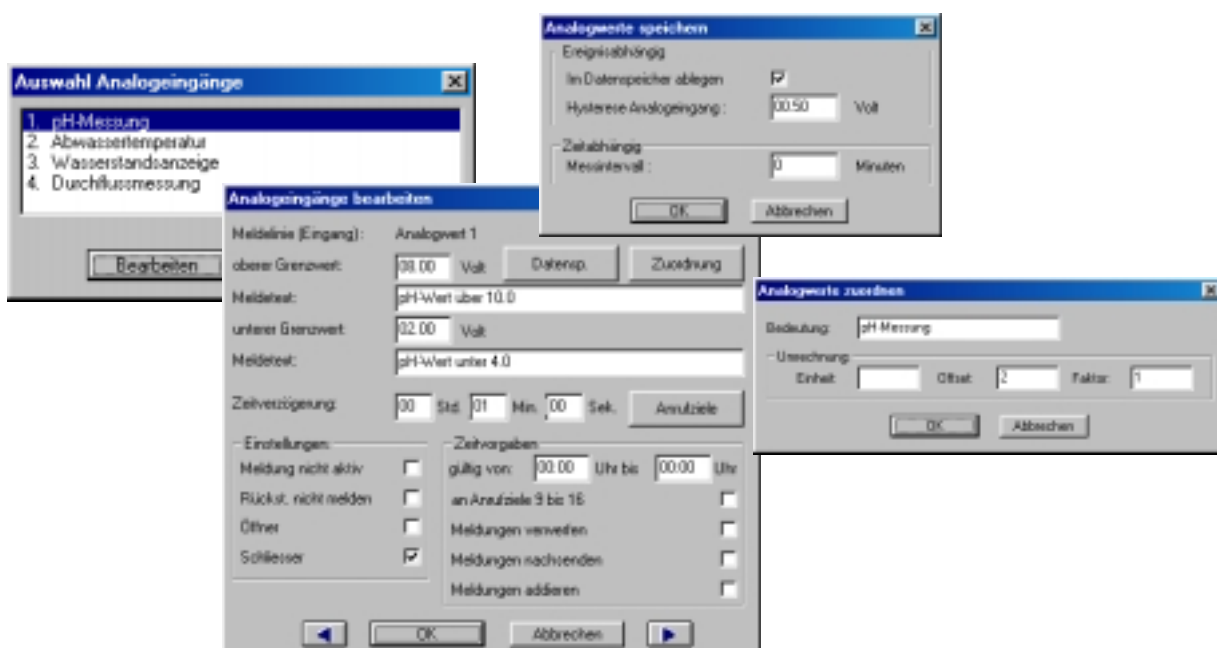 Auswahl Analogeingänge
1. pH-Messung
2. Abwassertemperatur
3. Wasserstandsanzeige
4. Durchflussmessung
Bearbeiten
Analogeingänge bearbeiten
Meldelinie (Eingang): Analogwert 1
oberer Grenzwert: 08.00 Volt Datensp. Zuordnung
Meldetext: pH-Wert über 10.0
unterer Grenzwert: 02.00 Volt
Meldetext: pH-Wert unter 4.0
Zeitverzögerung: 00 Std. 01 Min. 00 Sek. Anrufziele
Einstellungen:
Meldung nicht aktiv
Rückst. nicht melden
Öffner
Schliesser
Zeitvorgaben
gültig von: 00:00 Uhr bis 00:00 Uhr
an Anrufziele 9 bis 16
Meldungen verwerfen
Meldungen nachsenden
Meldungen addieren
OK Abbrechen
Analogwerte speichern
Ereignisabhängig
Im Datenspeicher ablegen
Hysterese Analogeingang : 00.50 Volt
Zeitabhängig
Messintervall : 0 Minuten
OK Abbrechen
Analogwerte zuordnen
Bedeutung: pH-Messung
Umrechnung
Einheit: Offset: 2 Faktor: 1
OK Abbrechen